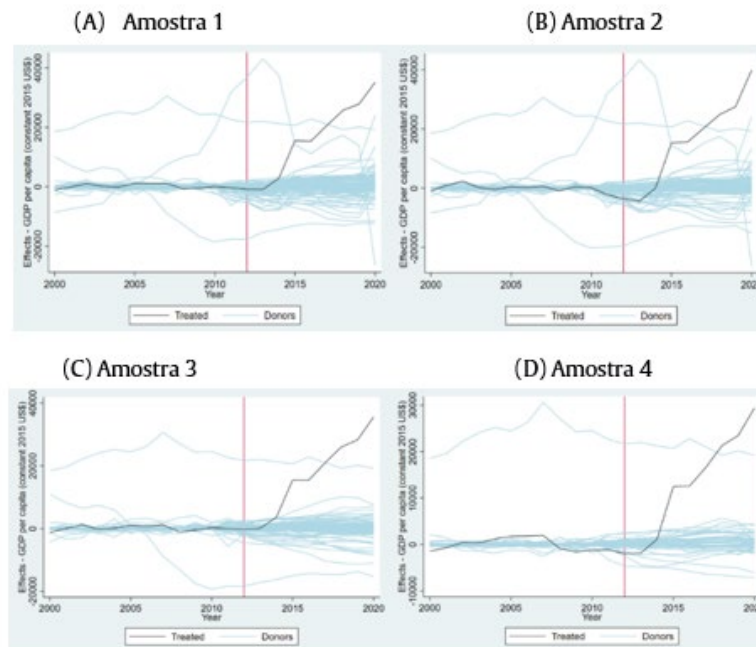 (A) Amostra 1
Effects - GDP per capita (constant 2015 US$)
40000
20000
0
-20000
2000 2005 2010 2015 2020
Year
Treated Donors
(B) Amostra 2
Effects - GDP per capita (constant 2015 US$)
40000
20000
0
-20000
2000 2005 2010 2015 202
Year
Treated Donors
(C) Amostra 3
Effects - GDP per capita (constant 2015 US$)
40000
20000
0
-20000
2000 2005 2010 2015 2020
Year
Treated Donors
(D) Amostra 4
Effects - GDP per capita (constant 2015 US$)
30000
20000
10000
0
-10000
2000 2005 2010 2015 2020
Year
Treated Donors